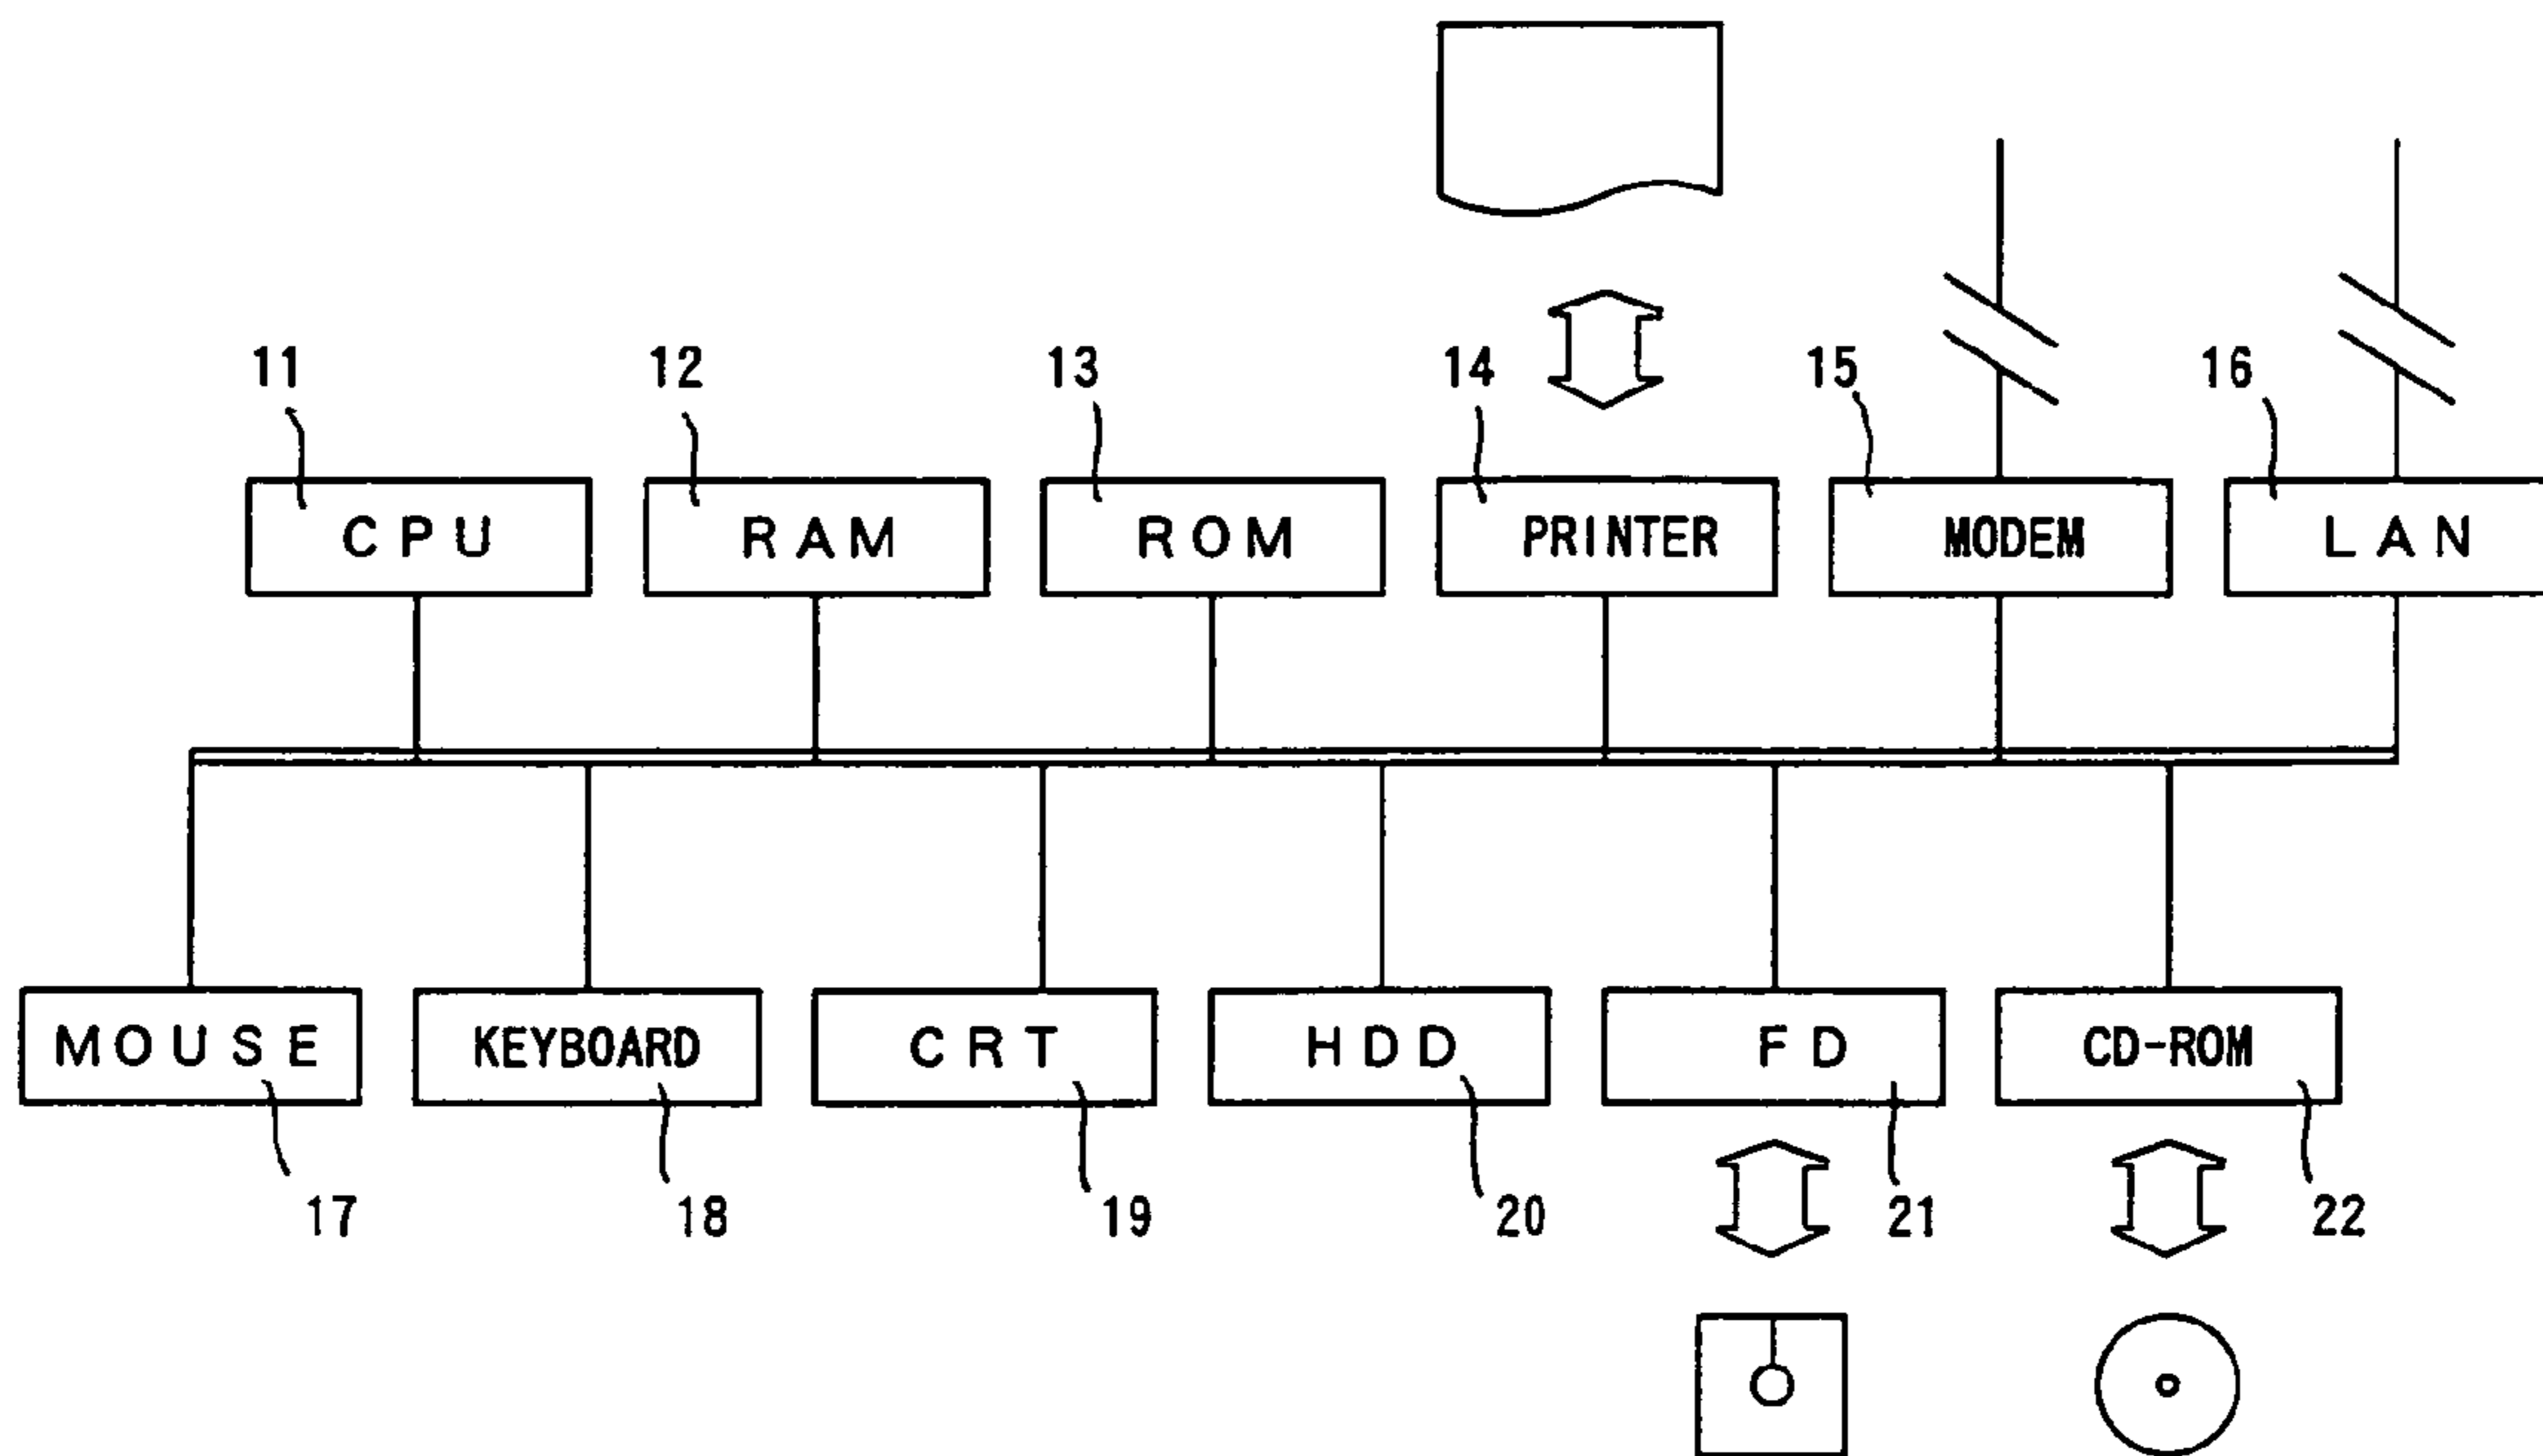 11 12 13 14 15 16
CPU RAM ROM PRINTER MODEM LAN
MOUSE KEYBOARD CRT HDD FD CD-ROM
17 18 19 20 21 22